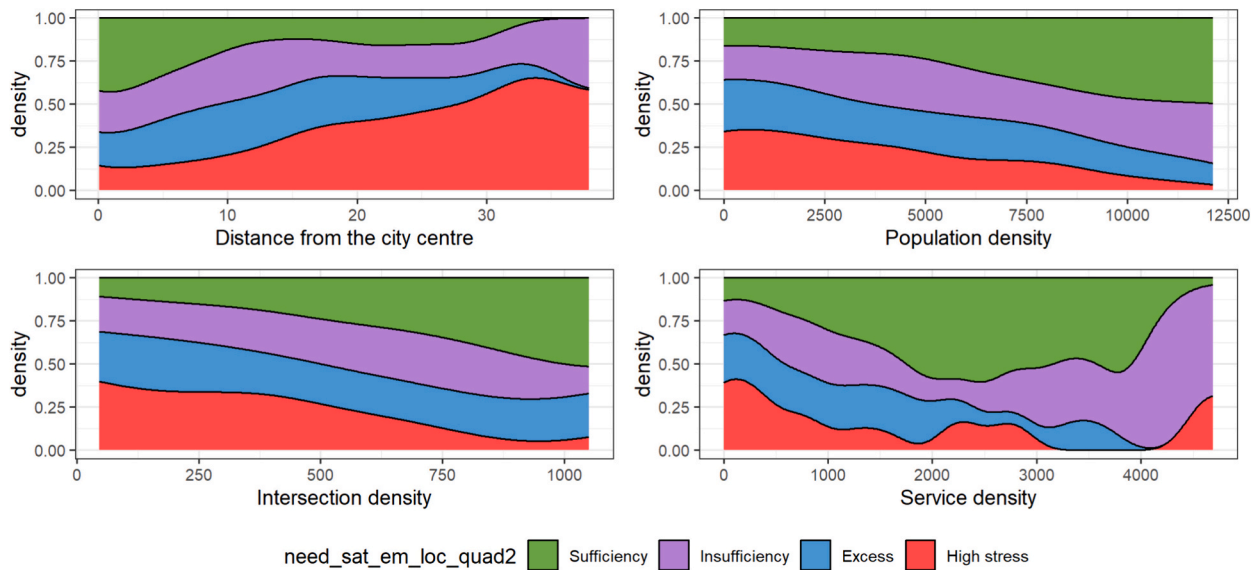 1.00
0.75
0.50
0.25
0.00
density
0 10 20 30
Distance from the city centre
1.00
0.75
0.50
0.25
0.00
density
0 2500 5000 7500 10000 12500
Population density
1.00
0.75
0.50
0.25
0.00
density
0 250 500 750 1000
Intersection density
1.00
0.75
0.50
0.25
0.00
density
0 1000 2000 3000 4000
Service density
need_sat_em_loc_quad2 Sufficiency Insufficiency Excess High stress